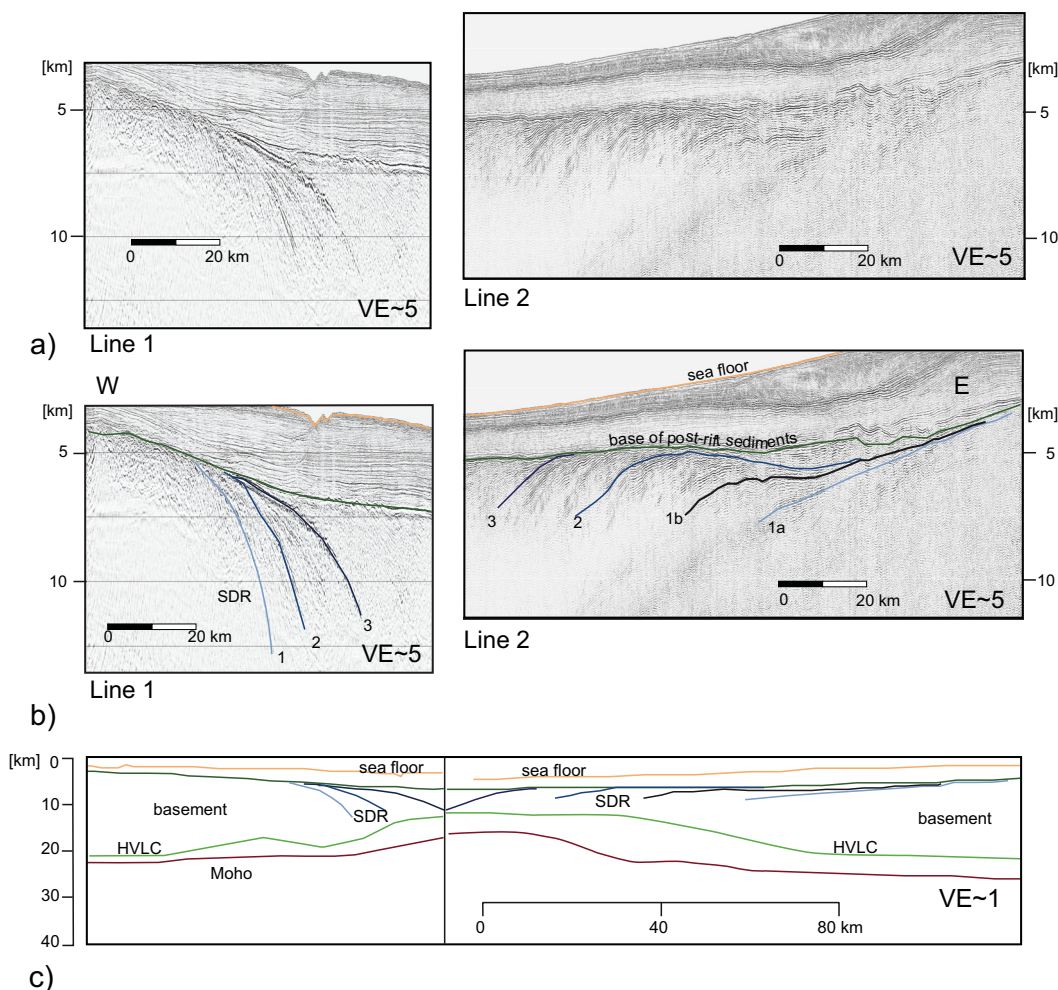 [km]
5
10
0 20 km
VE~5
Line 1
[km]
5
10
0 20 km
VE~5
Line 2
a)
W
[km]
5
10
SDR
1
2
3
0 20 km
VE~5
Line 1
E
sea floor
base of post-rift sediments
[km]
5
10
3
2
1b
1a
0 20 km
VE~5
Line 2
b)
[km]
0
10
20
30
40
sea floor
basement
SDR
HVLC
Moho
sea floor
SDR
basement
HVLC
VE~1
0 40 80 km
c)